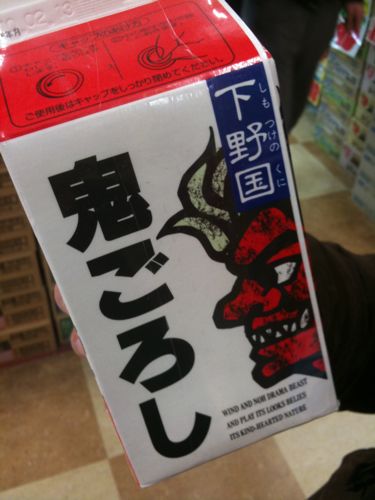 02.13
ご使用後はキャップをしっかり閉めてください。
下野国
しもつけの くに
鬼ごろし
WIND AND NOH DRAMA BEAST
AND PLAY ITS LOOKS BELIES
ITS KIND-HEARTED NATURE